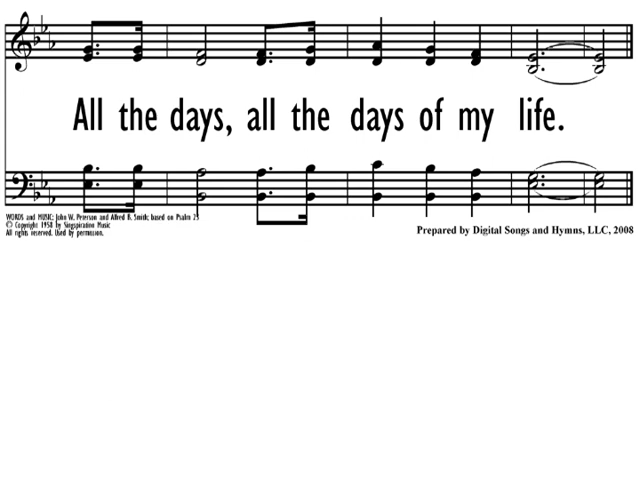 All the days, all the days of my life.
WORDS and MUSIC: John W. Peterson and Alfred B. Smith; based on Psalm 23
© Copyright 1958 by Singspiration Music
All rights reserved. Used by permission.
Prepared by Digital Songs and Hymns, LLC, 2008